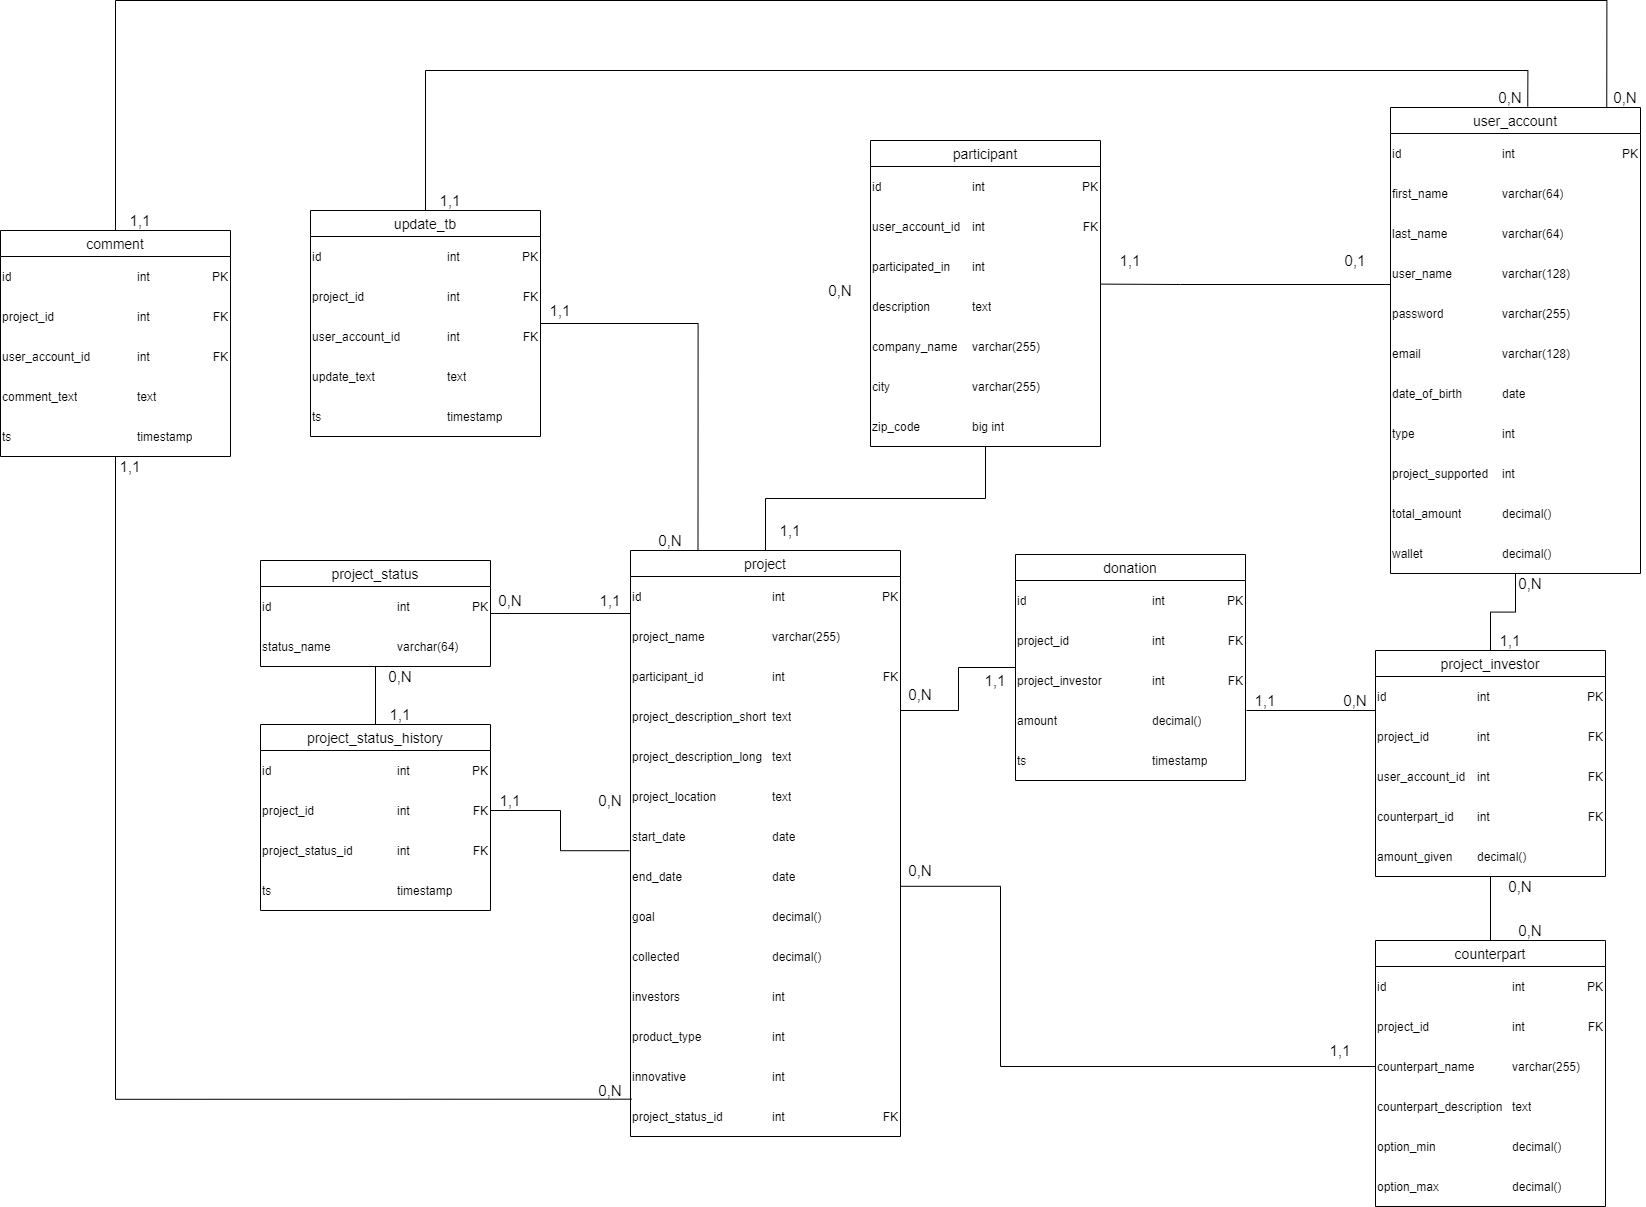 0,N
0,N
user_account
id int PK
first_name varchar(64)
last_name varchar(64)
user_name varchar(128)
password varchar(255)
email varchar(128)
date_of_birth date
type int
project_supported int
total_amount decimal()
wallet decimal()
0,N
participant
id int PK
user_account_id int FK
participated_in int
description text
company_name varchar(255)
city varchar(255)
zip_code big int
1,1
0,1
0,N
1,1
1,1
update_tb
id int PK
project_id int FK
user_account_id int FK
update_text text
ts timestamp
1,1
0,N
1,1
comment
id int PK
project_id int FK
user_account_id int FK
comment_text text
ts timestamp
1,1
project_status
id int PK
status_name varchar(64)
0,N
1,1
0,N
1,1
project_status_history
id int PK
project_id int FK
project_status_id int FK
ts timestamp
1,1
0,N
0,N
project
id int PK
project_name varchar(255)
participant_id int FK
project_description_short text
project_description_long text
project_location text
start_date date
end_date date
goal decimal()
collected decimal()
investors int
product_type int
innovative int
project_status_id int FK
0,N
1,1
0,N
1,1
donation
id int PK
project_id int FK
project_investor int FK
amount decimal()
ts timestamp
1,1
0,N
1,1
project_investor
id int PK
project_id int FK
user_account_id int FK
counterpart_id int FK
amount_given decimal()
0,N
0,N
counterpart
id int PK
project_id int FK
counterpart_name varchar(255)
counterpart_description text
option_min decimal()
option_max decimal()